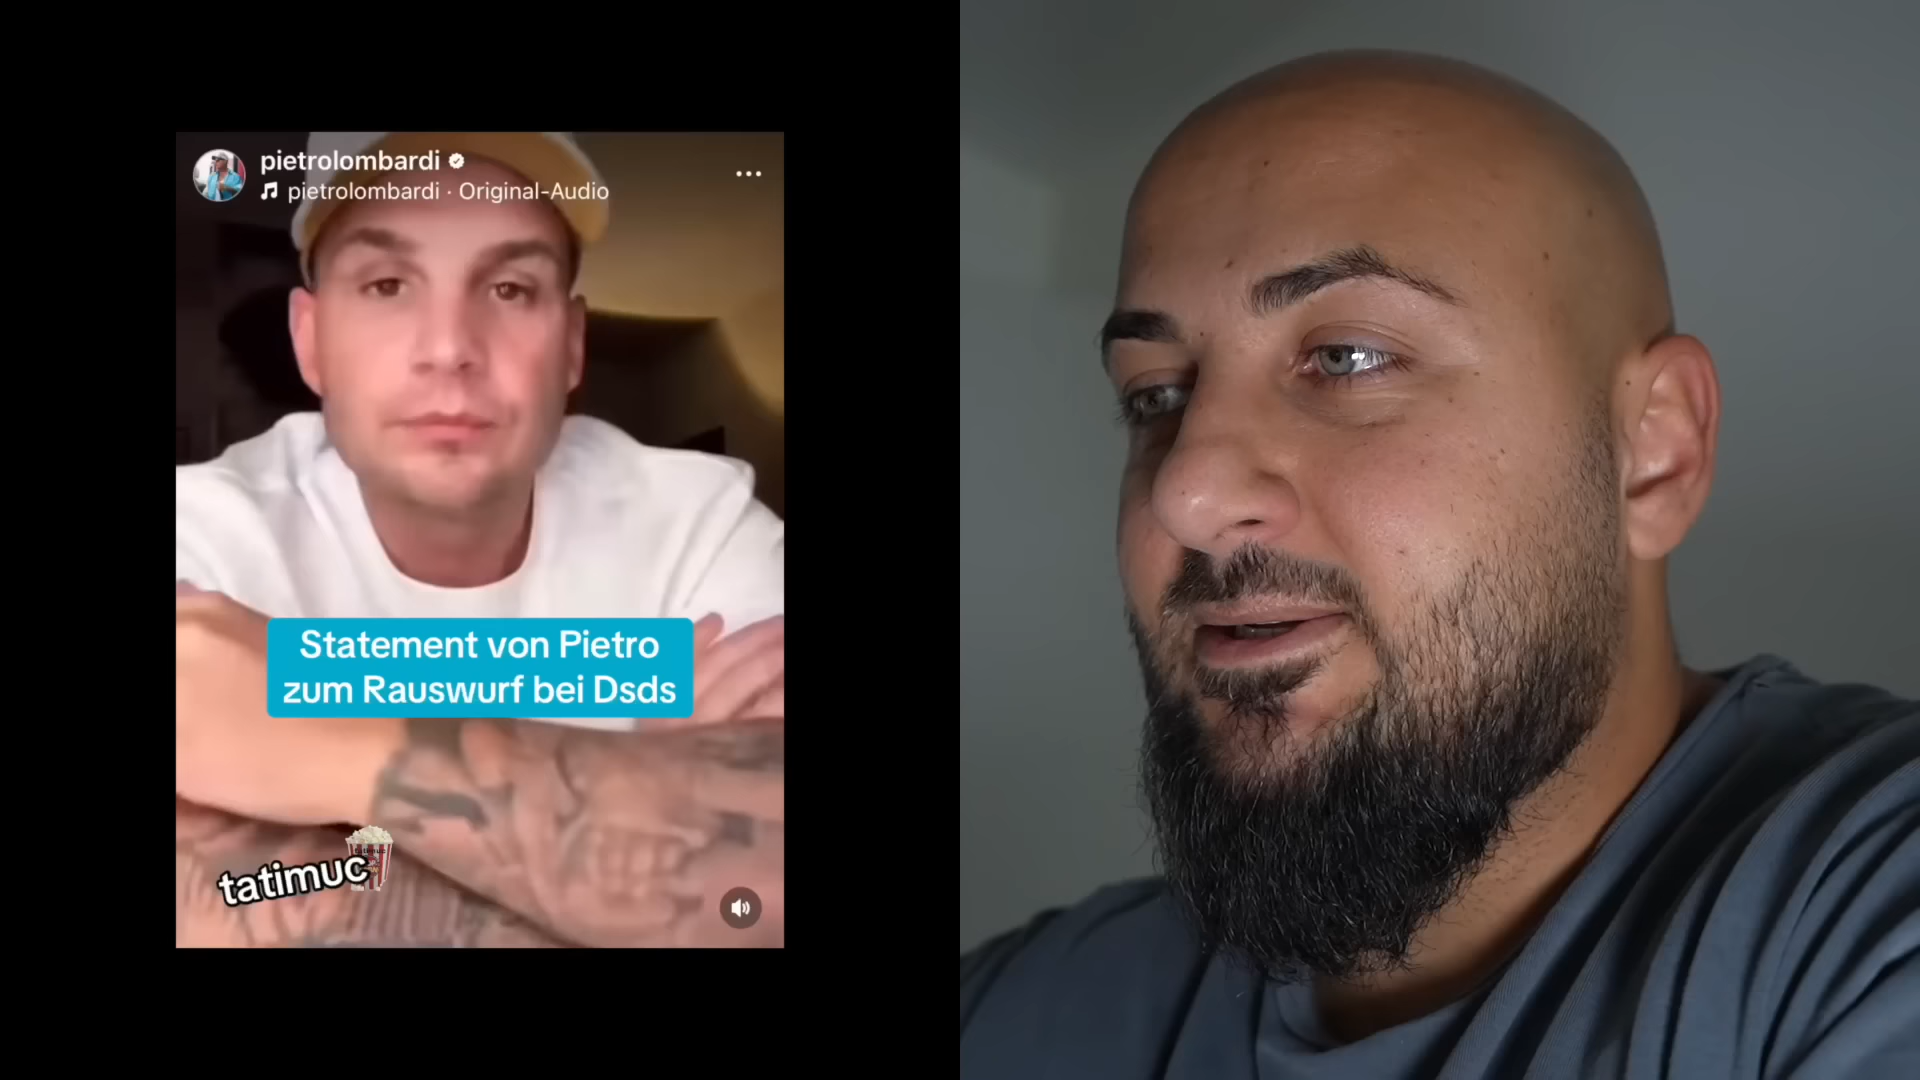 pietrolombardi
pietrolombardi · Original-Audio
Statement von Pietro
zum Rauswurf bei Dsds
tatimuc